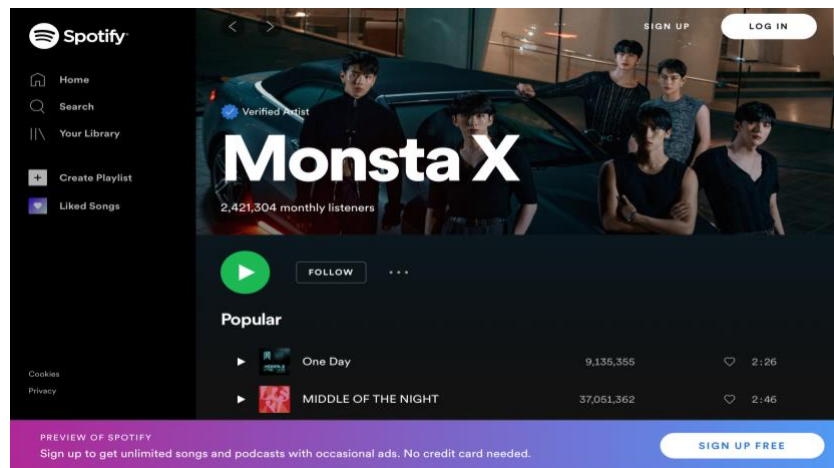 Spotify
Home
Search
Your Library
Create Playlist
Liked Songs
Cookies
Privacy
SIGN UP
LOG IN
Verified Artist
Monsta X
2,421,304 monthly listeners
FOLLOW
Popular
One Day 9,135,355 2:26
MIDDLE OF THE NIGHT 37,051,362 2:46
PREVIEW OF SPOTIFY
Sign up to get unlimited songs and podcasts with occasional ads. No credit card needed.
SIGN UP FREE